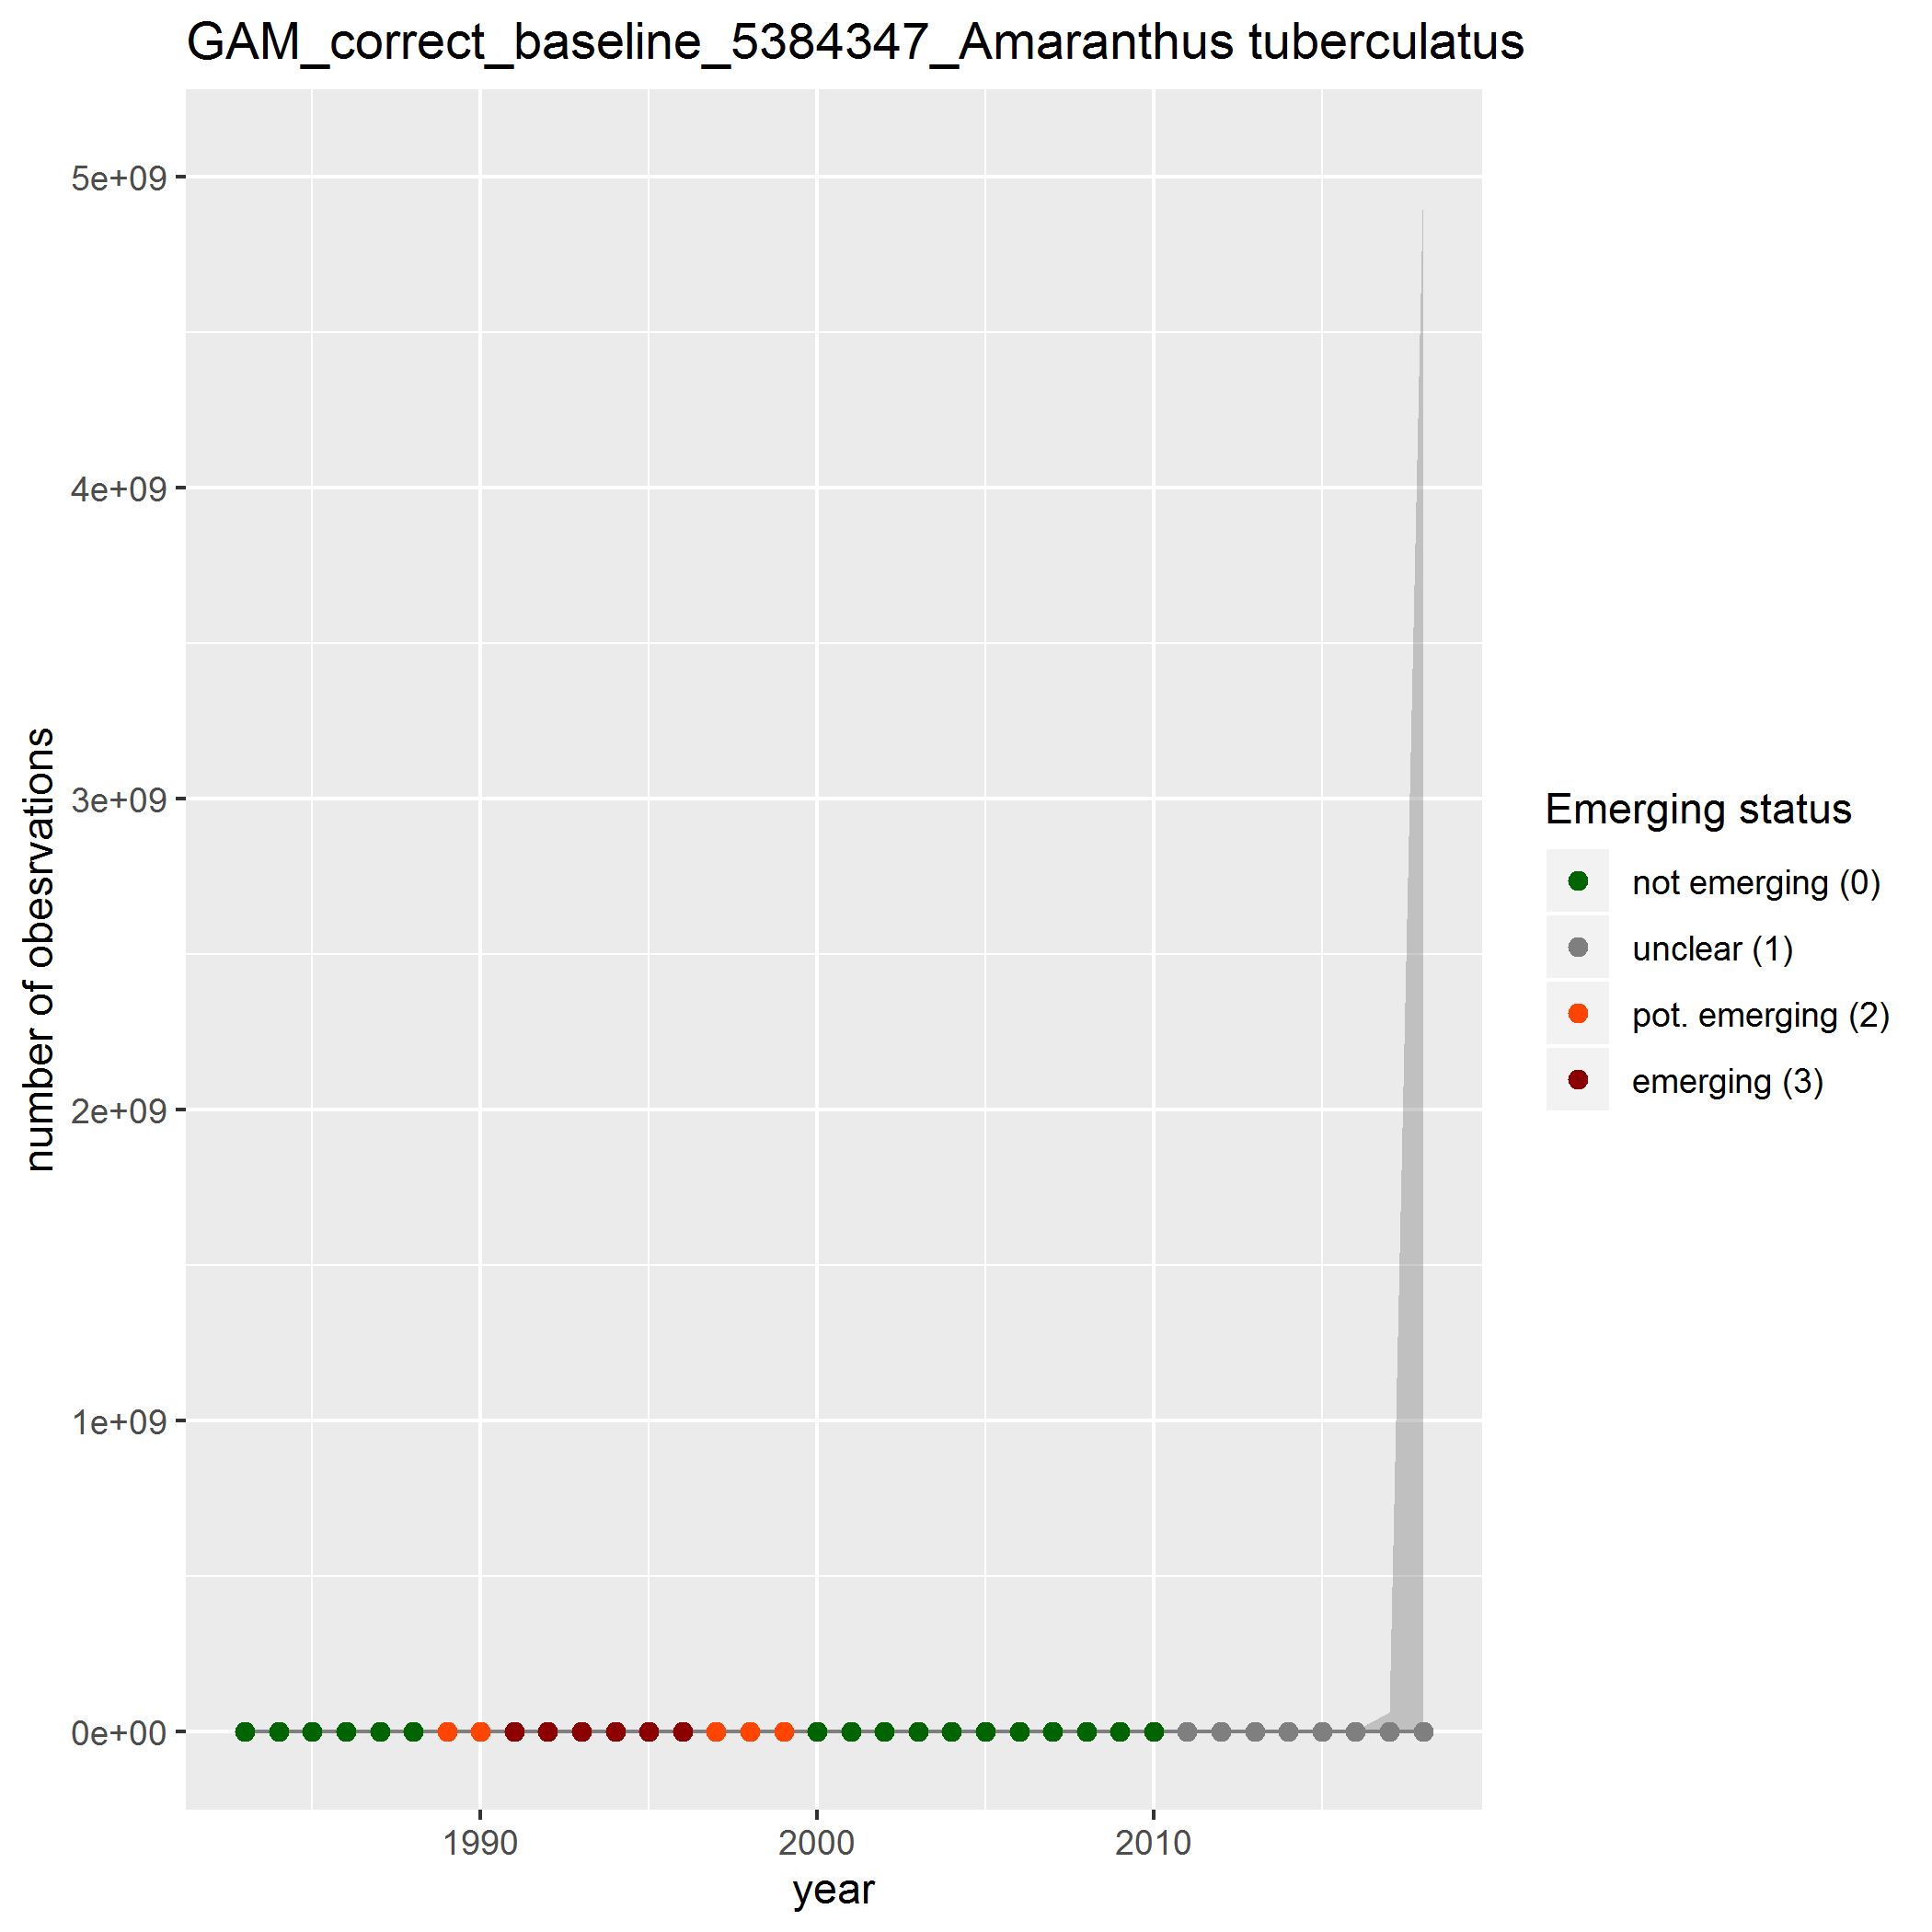 GAM_correct_baseline_5384347_Amaranthus tuberculatus
number of obesrvations
5e+09
4e+09
3e+09
2e+09
1e+09
0e+00
1990
2000
2010
year
Emerging status
not emerging (0)
unclear (1)
pot. emerging (2)
emerging (3)